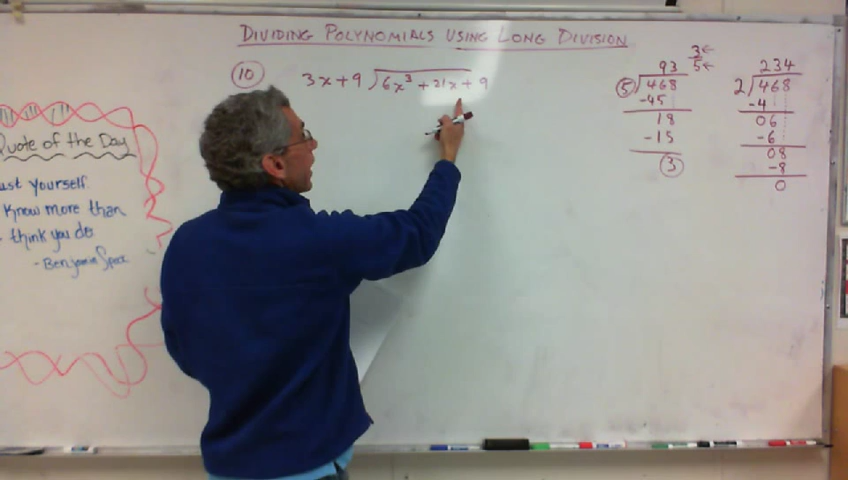 DIVIDING POLYNOMIALS USING LONG DIVISION
10 3x+9 6x³ +21x+ 9
Quote of the Day
ust yourself
Know more than
think you do
- Benjamin Spock
3
5
93
5 468
-45
18
-15
3
234
2 468
-4
06
-6
08
-8
0